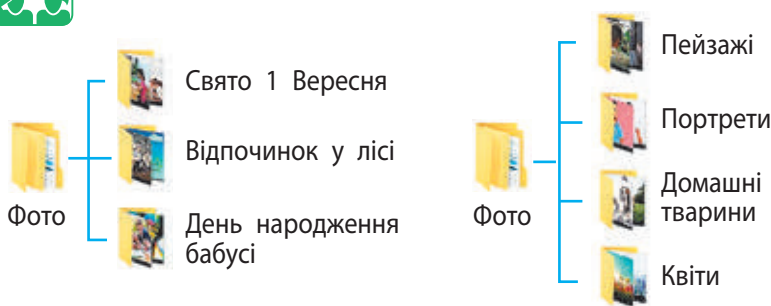 Свято 1 Вересня
Відпочинок у лісі
Фото
День народження
бабусі
Пейзажі
Портрети
Фото
Домашні
тварини
Квіти